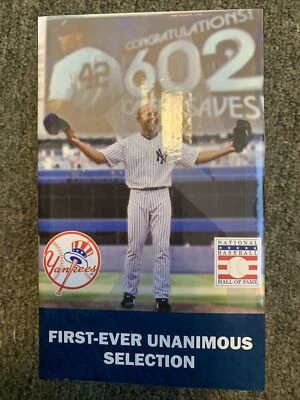 CONGRATULATIONS!
42
602
CAREER SAVES
NY
Yankees
NATIONAL
BASEBALL
HALL OF FAME
FIRST-EVER UNANIMOUS
SELECTION